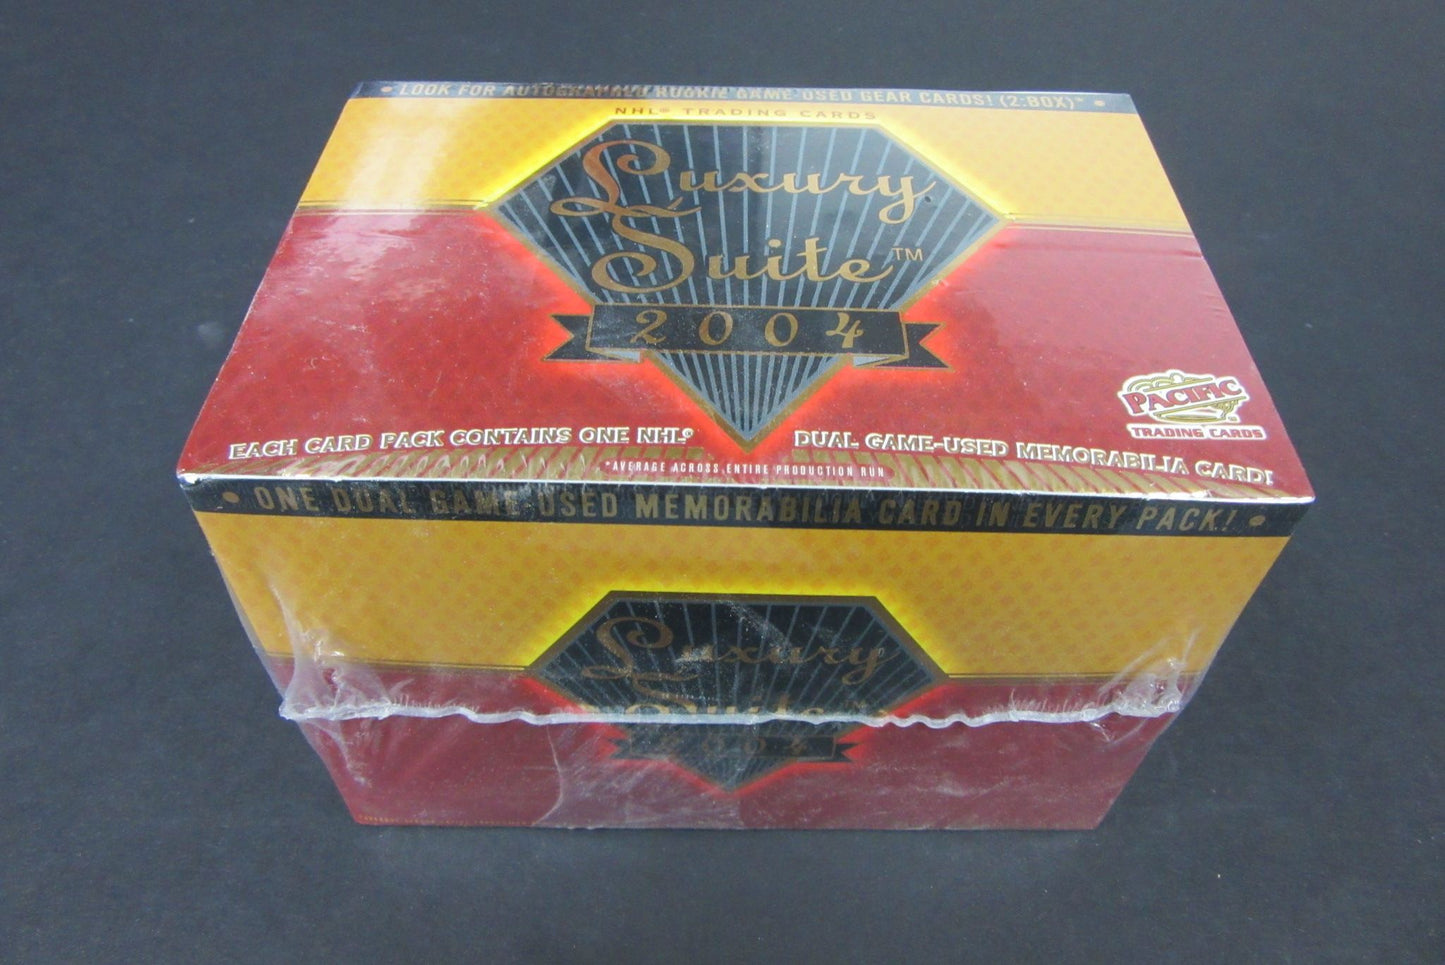 • LOOK FOR AUTOGRAPHED ROOKIE GAME-USED GEAR CARDS! (2:BOX)* •
NHL® TRADING CARDS
Luxury
Suite™
2004
PACIFIC
TRADING CARDS
EACH CARD PACK CONTAINS ONE NHL® DUAL GAME-USED MEMORABILIA CARD!
*AVERAGE ACROSS ENTIRE PRODUCTION RUN
• ONE DUAL GAME-USED MEMORABILIA CARD IN EVERY PACK! •
Luxury
Suite
2004